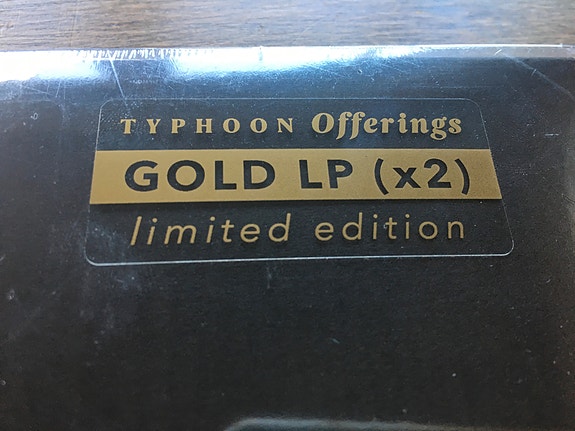 TYPHOON Offerings
GOLD LP (x2)
limited edition